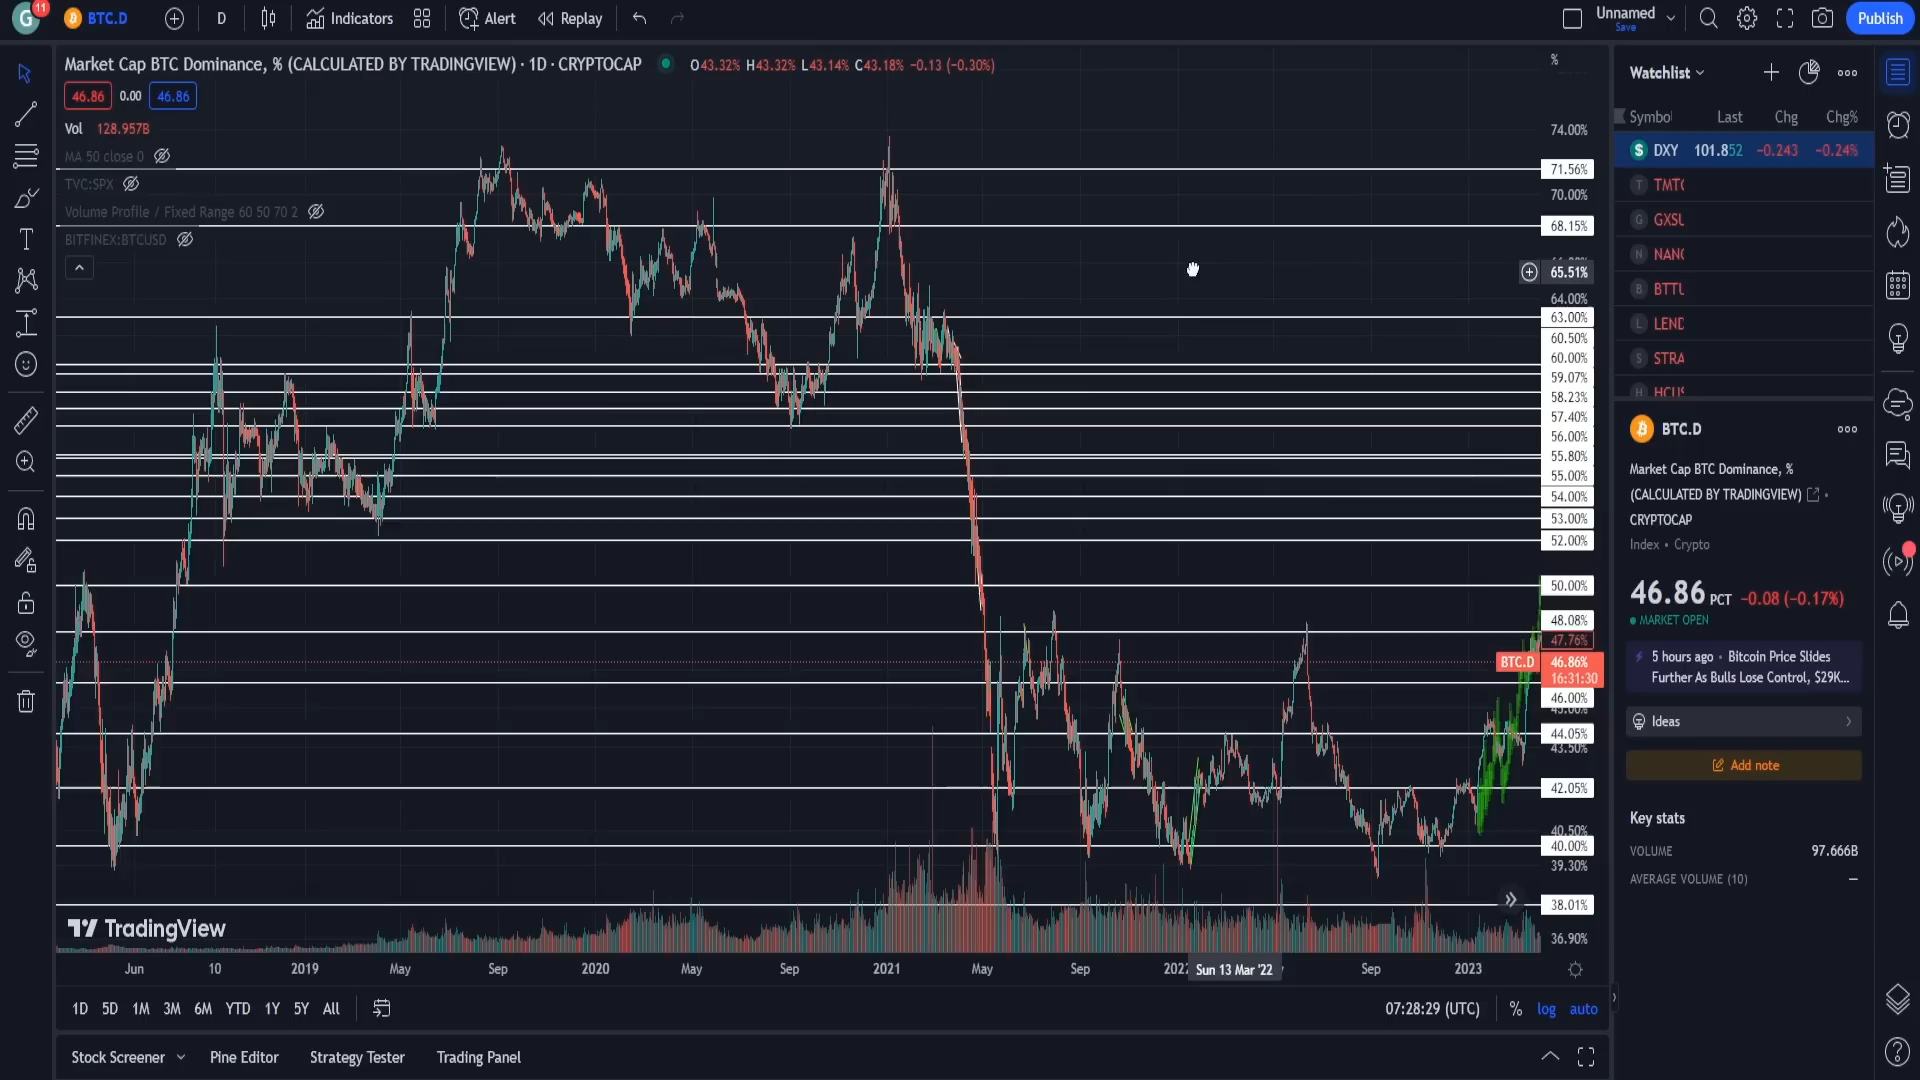 G 11 BTC.D D Indicators Alert Replay Unnamed Save Publish
Market Cap BTC Dominance, % (CALCULATED BY TRADINGVIEW) · 1D · CRYPTOCAP O43.32% H43.32% L43.14% C43.18% −0.13 (−0.30%)
46.86 0.00 46.86
Vol 128.957B
MA 50 close 0
TVC:SPX
Volume Profile / Fixed Range 60 50 70 2
BITFINEX:BTCUSD
%
74.00%
71.56%
70.00%
68.15%
65.51%
64.00%
63.00%
60.50%
60.00%
59.07%
58.23%
57.40%
56.00%
55.80%
55.00%
54.00%
53.00%
52.00%
50.00%
48.08%
47.76%
BTC.D 46.86%
16:31:30
46.00%
45.00%
44.05%
43.50%
42.05%
40.50%
40.00%
39.30%
38.01%
36.90%
TradingView
Jun 10 2019 May Sep 2020 May Sep 2021 May Sep 2022 Sun 13 Mar '22 Sep 2023
1D 5D 1M 3M 6M YTD 1Y 5Y All 07:28:29 (UTC) % log auto
Stock Screener Pine Editor Strategy Tester Trading Panel
Watchlist
Symbol Last Chg Chg%
$ DXY 101.852 −0.243 −0.24%
T TMTG
G GXSU
N NANO
B BTTU
L LEND
S STRA
H HCUS
BTC.D
Market Cap BTC Dominance, %
(CALCULATED BY TRADINGVIEW) •
CRYPTOCAP
Index • Crypto
46.86 PCT −0.08 (−0.17%)
MARKET OPEN
5 hours ago • Bitcoin Price Slides
Further As Bulls Lose Control, $29K...
Ideas
Add note
Key stats
VOLUME 97.666B
AVERAGE VOLUME (10) —